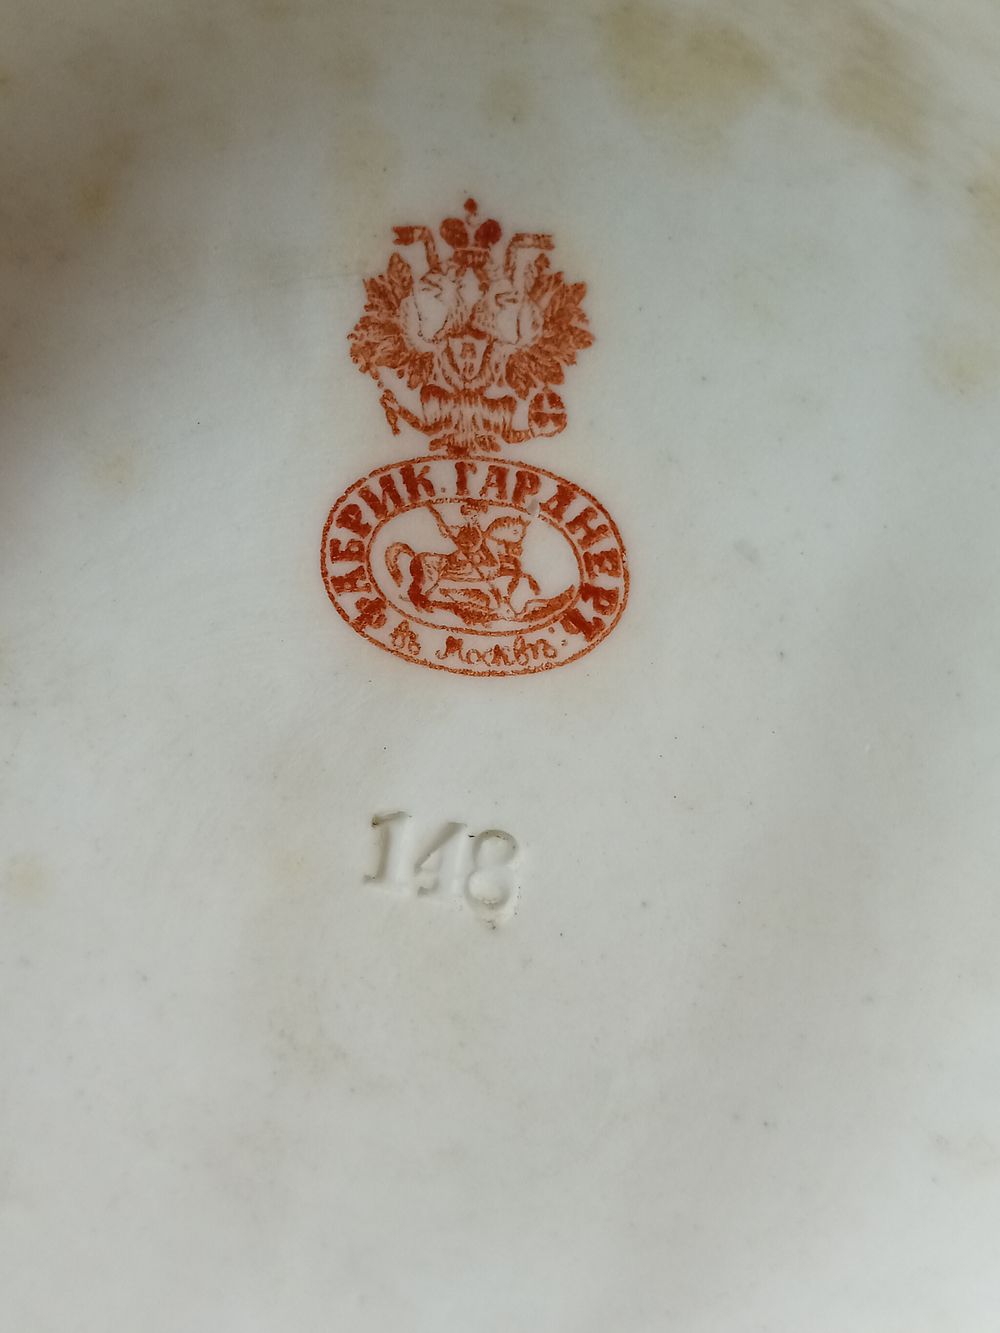 ФАБРИК. ГАРДНЕРЪ
въ Москвѣ
148